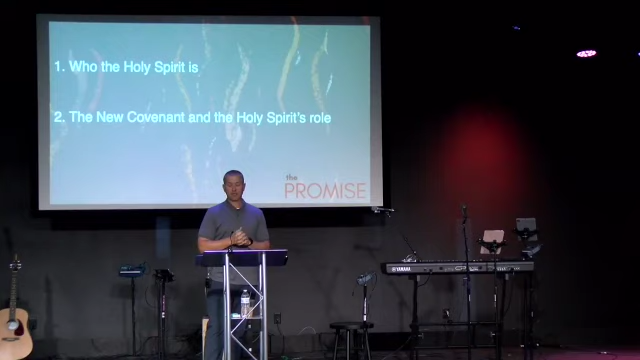 1. Who the Holy Spirit is
2. The New Covenant and the Holy Spirit's role
the
PROMISE
YAMAHA